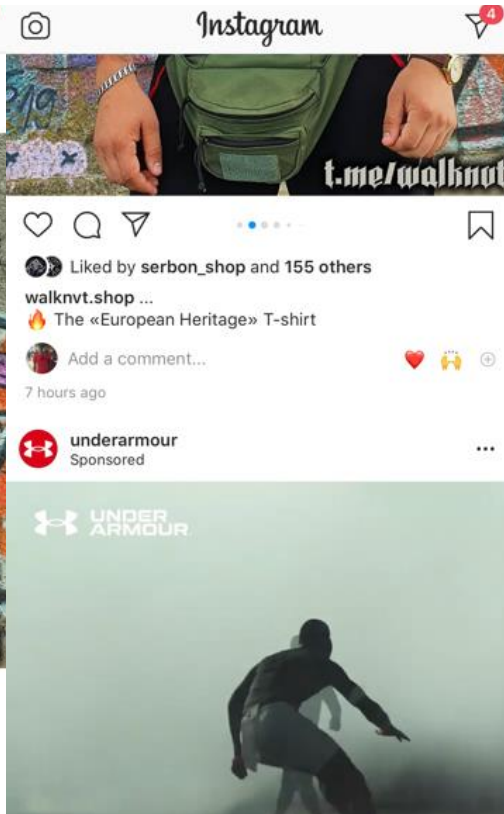 Instagram
4
2019
t.me/walknvt
Liked by serbon_shop and 155 others
walknvt.shop ...
🔥 The «European Heritage» T-shirt
Add a comment...
7 hours ago
underarmour
Sponsored
UNDER
ARMOUR